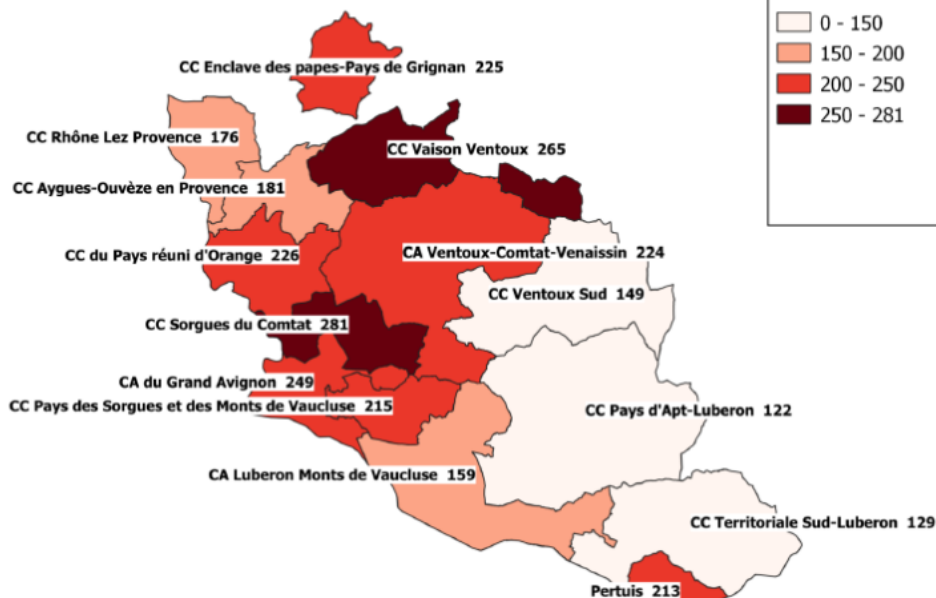 0 - 150
150 - 200
200 - 250
250 - 281
CC Enclave des papes-Pays de Grignan 225
CC Rhône Lez Provence 176
CC Vaison Ventoux 265
CC Aygues-Ouvèze en Provence 181
CC du Pays réuni d'Orange 226
CA Ventoux-Comtat-Venaissin 224
CC Ventoux Sud 149
CC Sorgues du Comtat 281
CA du Grand Avignon 249
CC Pays des Sorgues et des Monts de Vaucluse 215
CC Pays d'Apt-Luberon 122
CA Luberon Monts de Vaucluse 159
CC Territoriale Sud-Luberon 129
Pertuis 213